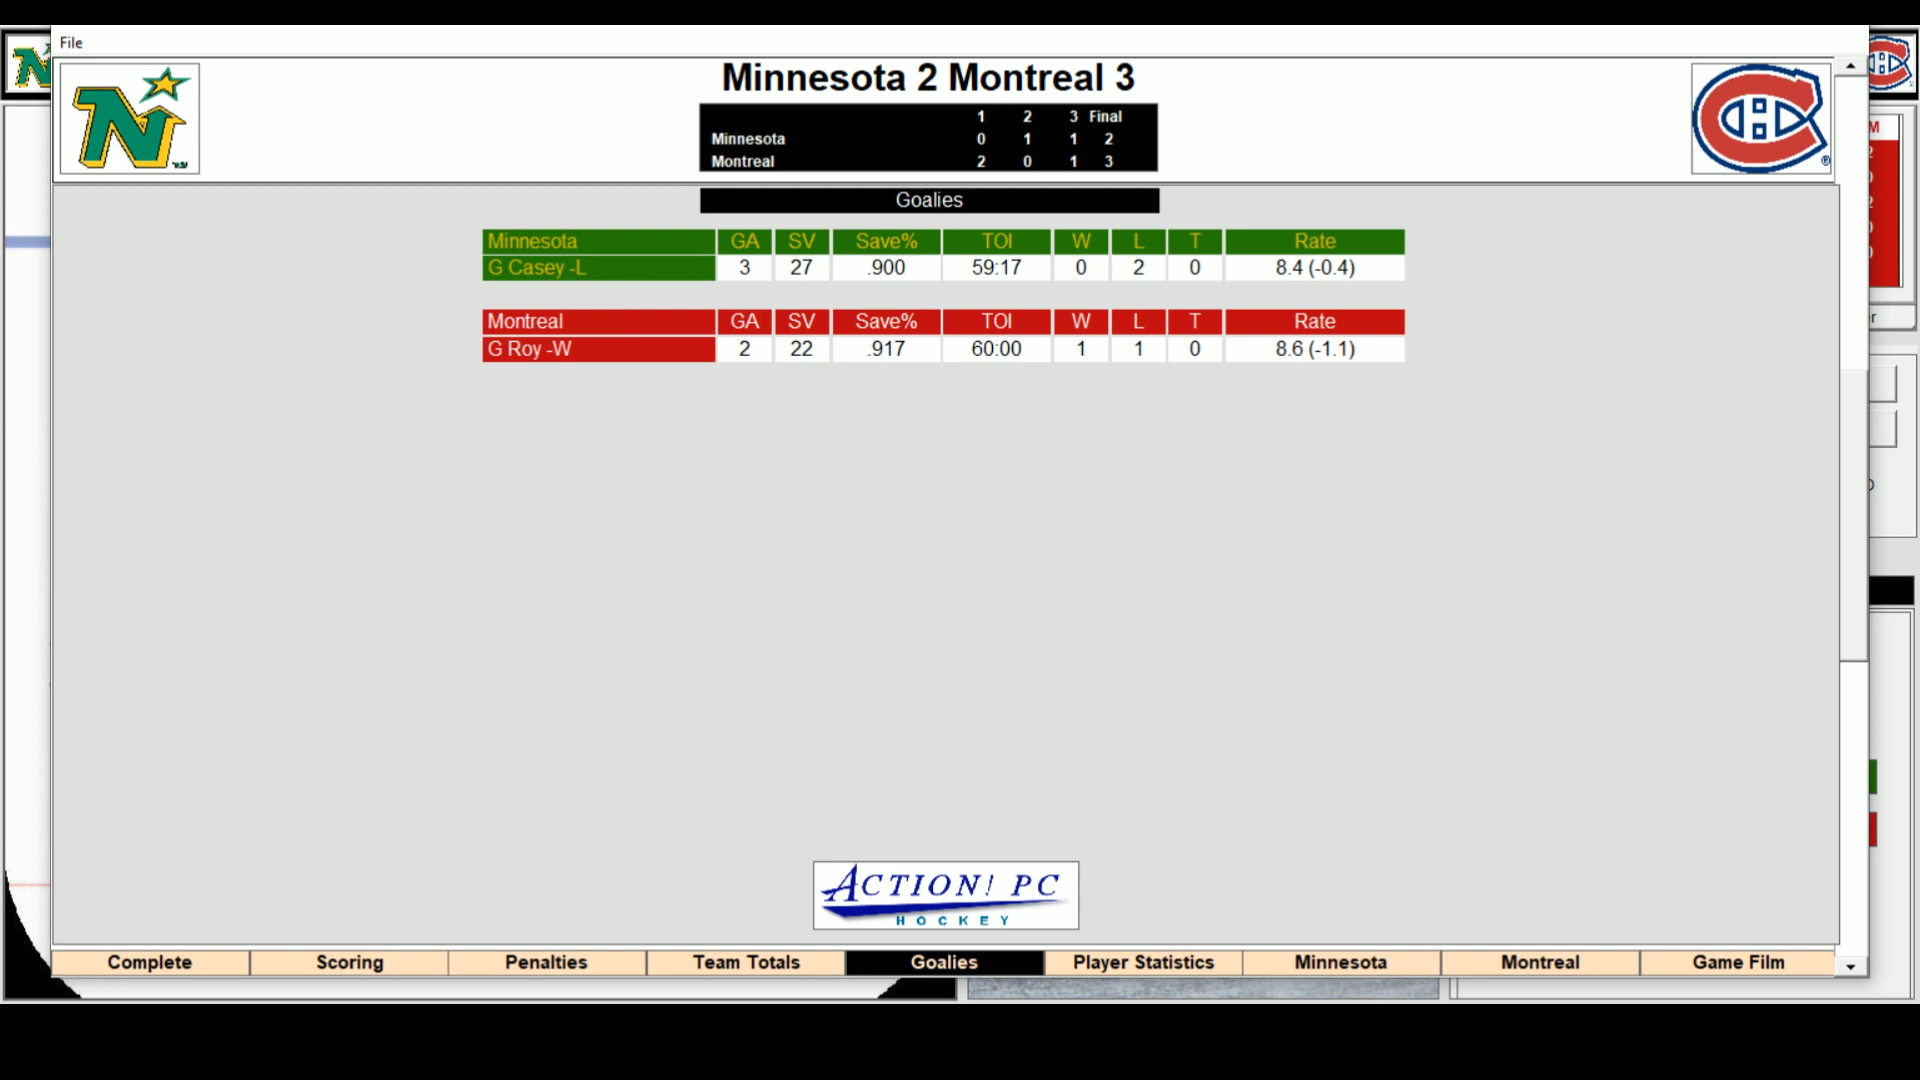 File
Minnesota 2 Montreal 3
1 2 3 Final
Minnesota 0 1 1 2
Montreal 2 0 1 3
Goalies
Minnesota GA SV Save% TOI W L T Rate
G Casey -L 3 27 .900 59:17 0 2 0 8.4 (-0.4)
Montreal GA SV Save% TOI W L T Rate
G Roy -W 2 22 .917 60:00 1 1 0 8.6 (-1.1)
ACTION! PC
HOCKEY
Complete Scoring Penalties Team Totals Goalies Player Statistics Minnesota Montreal Game Film